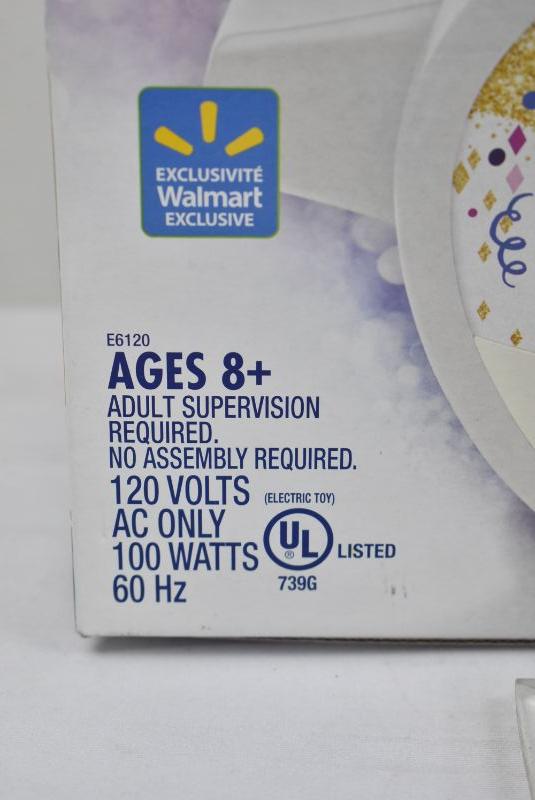 EXCLUSIVITÉ
Walmart
EXCLUSIVE
E6120
AGES 8+
ADULT SUPERVISION
REQUIRED.
NO ASSEMBLY REQUIRED.
120 VOLTS (ELECTRIC TOY)
AC ONLY
100 WATTS UL ® LISTED
60 Hz 739G